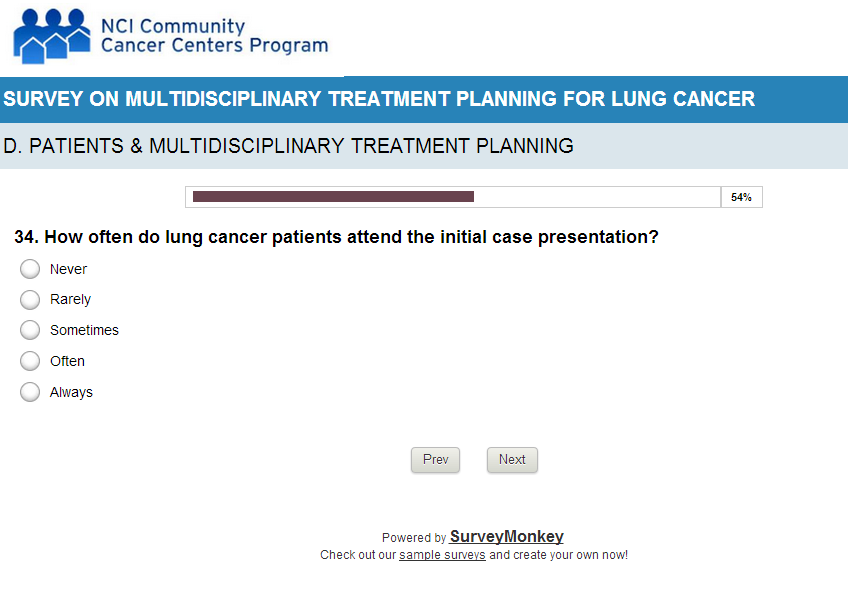 NCI Community
Cancer Centers Program
SURVEY ON MULTIDISCIPLINARY TREATMENT PLANNING FOR LUNG CANCER
D. PATIENTS & MULTIDISCIPLINARY TREATMENT PLANNING
54%
34. How often do lung cancer patients attend the initial case presentation?
Never
Rarely
Sometimes
Often
Always
Prev Next
Powered by SurveyMonkey
Check out our sample surveys and create your own now!